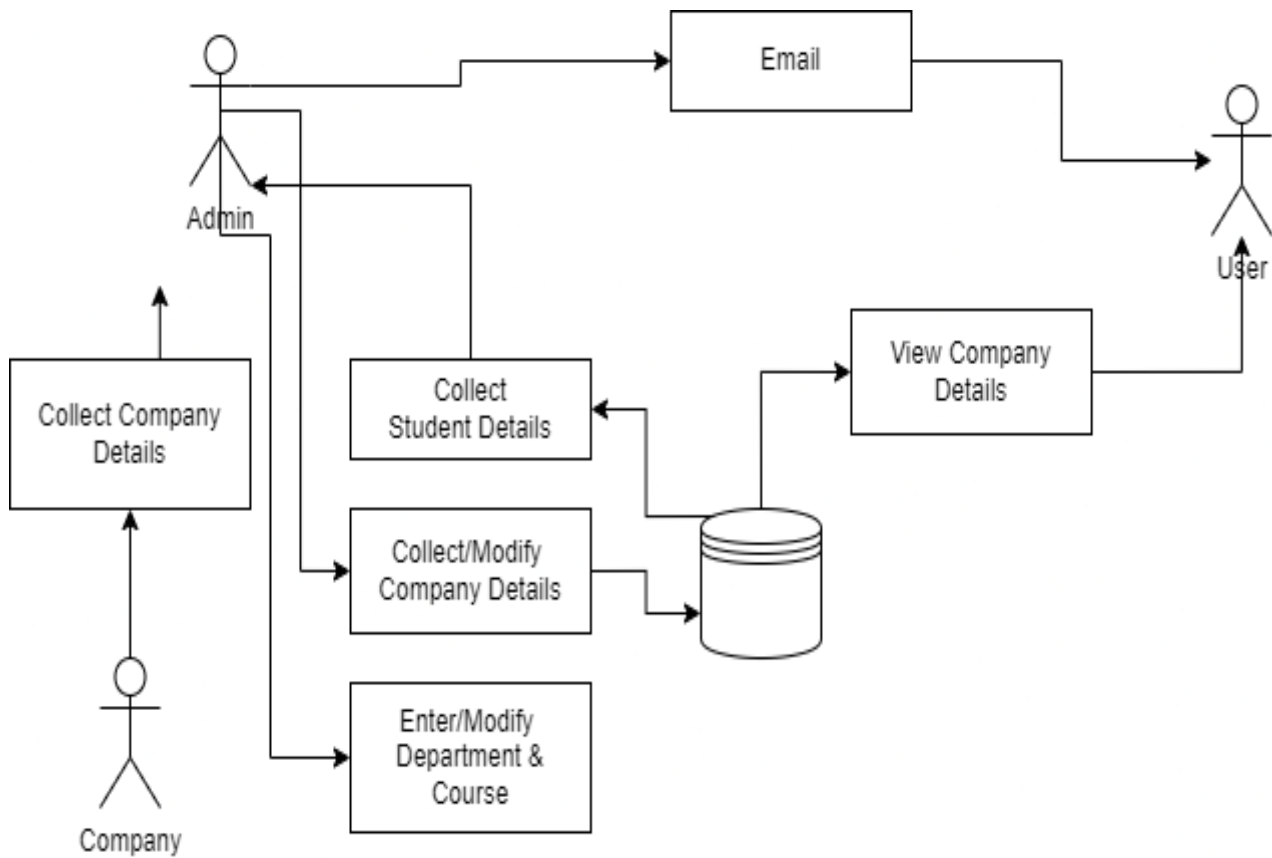 Email
Admin
User
View Company
Details
Collect Company
Details
Collect
Student Details
Collect/Modify
Company Details
Enter/Modify
Department &
Course
Company